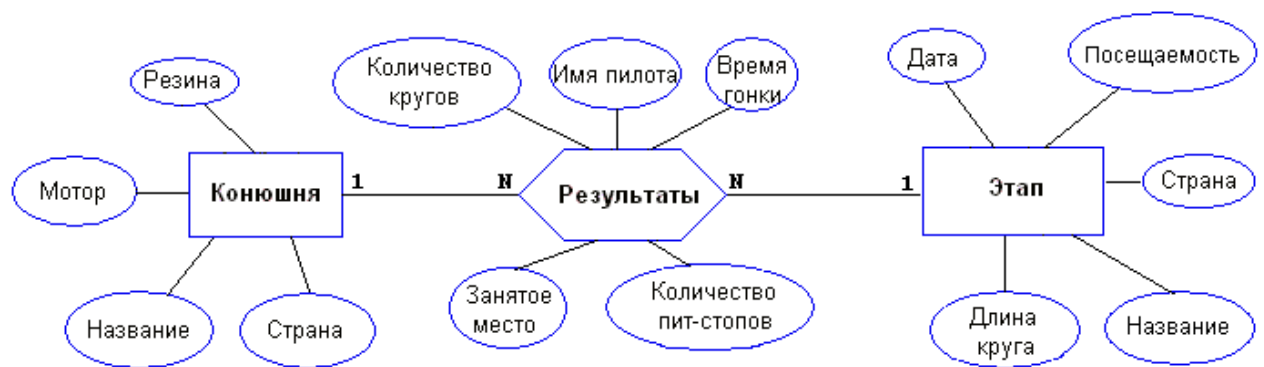 Резина
Мотор
Конюшня
Название
Страна
1
N
Количество
кругов
Имя пилота
Время
гонки
Результаты
Занятое
место
Количество
пит-стопов
N
1
Дата
Посещаемость
Этап
Страна
Длина
круга
Название